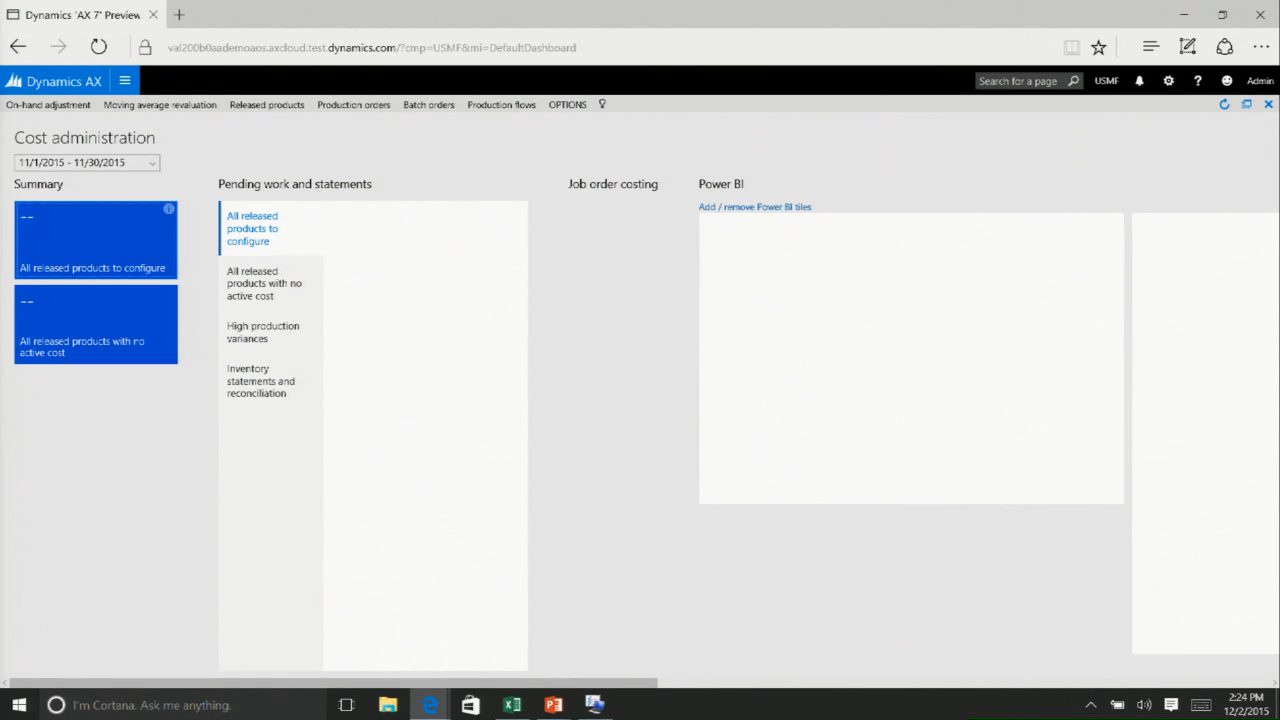 Dynamics 'AX 7' Preview
val200b0aademoaos.axcloud.test.dynamics.com/?cmp=USMF&mi=DefaultDashboard
Dynamics AX
Search for a page
USMF
Admin
On-hand adjustment
Moving average revaluation
Released products
Production orders
Batch orders
Production flows
OPTIONS
Cost administration
11/1/2015 - 11/30/2015
Summary
--
All released products to configure
--
All released products with no
active cost
Pending work and statements
All released
products to
configure
All released
products with no
active cost
High production
variances
Inventory
statements and
reconciliation
Job order costing
Power BI
Add / remove Power BI tiles
I'm Cortana. Ask me anything.
2:24 PM
12/2/2015